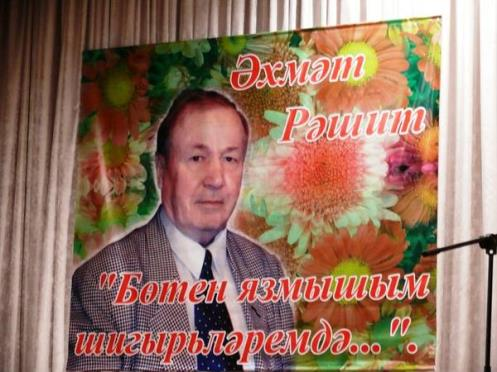 Әхмәт
Рәшит
"Бөтен язмышым
шигырьләремдә...".